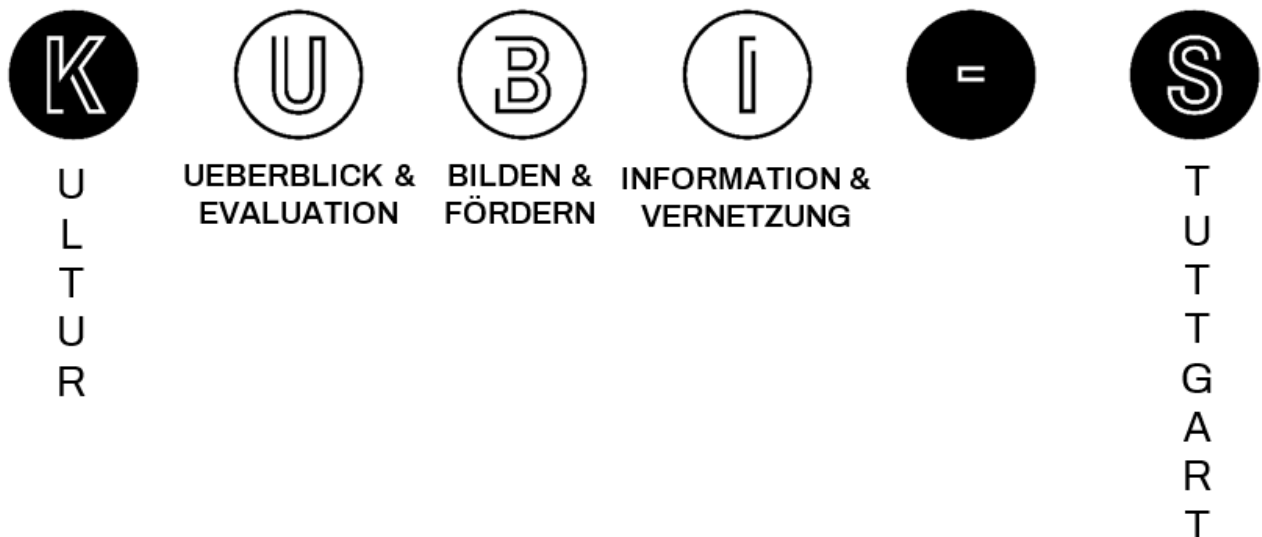 K U B I - S
UEBERBLICK & EVALUATION
BILDEN & FÖRDERN
INFORMATION & VERNETZUNG
U
L
T
U
R
T
U
T
T
G
A
R
T